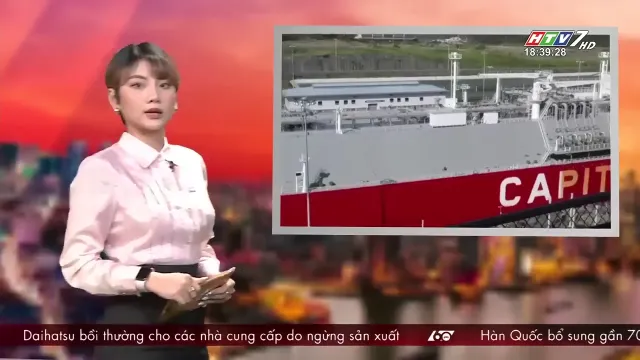 HTV7 HD
18:39:28
CAPIT
Daihatsu bồi thường cho các nhà cung cấp do ngừng sản xuất 60 Hàn Quốc bổ sung gần 70